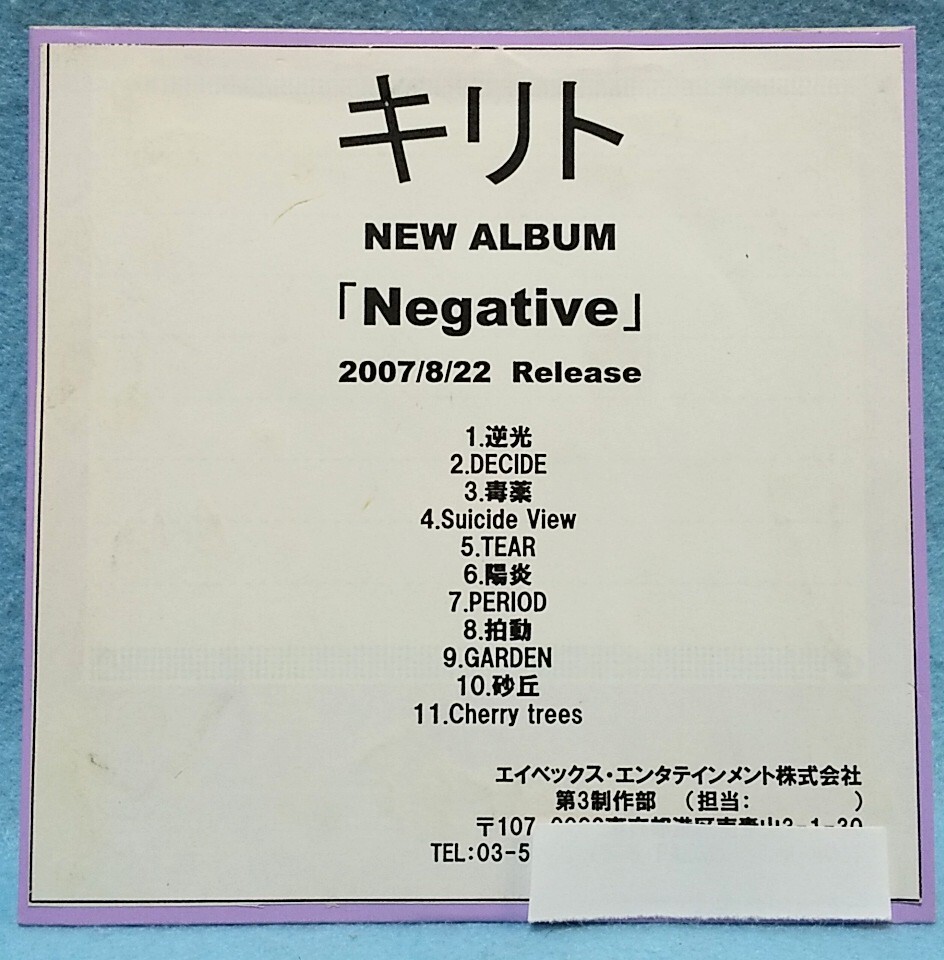 キリト
NEW ALBUM
「Negative」
2007/8/22 Release
1.逆光
2.DECIDE
3.毒薬
4.Suicide View
5.TEAR
6.陽炎
7.PERIOD
8.拍動
9.GARDEN
10.砂丘
11.Cherry trees
エイベックス・エンタテインメント株式会社
第3制作部 (担当: )
〒107
TEL:03-5